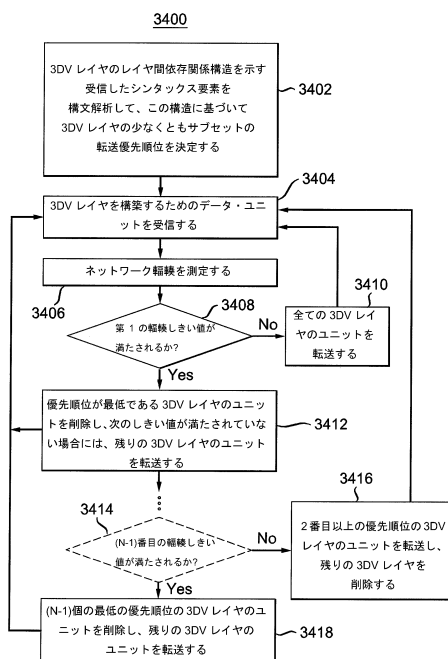 3400
3DV レイヤのレイヤ間依存関係構造を示す
受信したシンタックス要素を
構文解析して、この構造に基づいて
3DV レイヤの少なくともサブセットの
転送優先順位を決定する
3402
3404
3DV レイヤを構築するためのデータ・ユニ
ットを受信する
ネットワーク輻輳を測定する
3406
3408
第 1 の輻輳しきい値が
満たされるか?
No
3410
全ての 3DV レイ
ヤのユニットを
転送する
Yes
優先順位が最低である 3DV レイヤのユニッ
トを削除し、次のしきい値が満たされていな
い場合には、残りの 3DV レイヤのユニット
を転送する
3412
3414
(N-1)番目の輻輳しきい
値が満たされるか?
No
3416
2 番目以上の優先順位の 3DV
レイヤのユニットを転送し、
残りの 3DV レイヤを
削除する
Yes
(N-1)個の最低の優先順位の 3DV レイヤのユ
ニットを削除し、残りの 3DV レイヤの
ユニットを転送する
3418